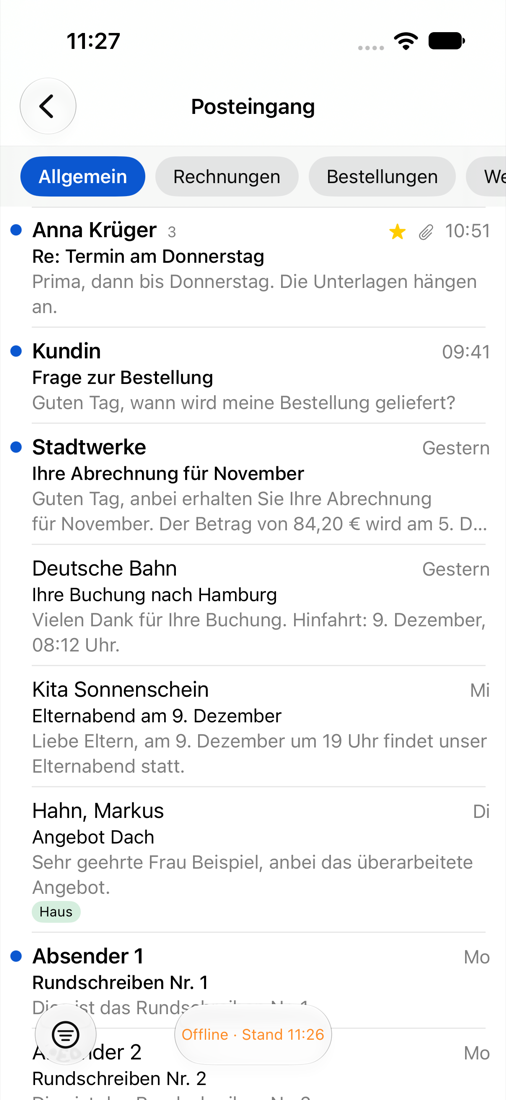 11:27
Posteingang
Allgemein
Rechnungen
Bestellungen
We
Anna Krüger 3 10:51
Re: Termin am Donnerstag
Prima, dann bis Donnerstag. Die Unterlagen hängen
an.
Kundin 09:41
Frage zur Bestellung
Guten Tag, wann wird meine Bestellung geliefert?
Stadtwerke Gestern
Ihre Abrechnung für November
Guten Tag, anbei erhalten Sie Ihre Abrechnung
für November. Der Betrag von 84,20 € wird am 5. D…
Deutsche Bahn Gestern
Ihre Buchung nach Hamburg
Vielen Dank für Ihre Buchung. Hinfahrt: 9. Dezember,
08:12 Uhr.
Kita Sonnenschein Mi
Elternabend am 9. Dezember
Liebe Eltern, am 9. Dezember um 19 Uhr findet unser
Elternabend statt.
Hahn, Markus Di
Angebot Dach
Sehr geehrte Frau Beispiel, anbei das überarbeitete
Angebot.
Haus
Absender 1 Mo
Rundschreiben Nr. 1
das
Offline · Stand 11:26
2 Mo
Rundschreiben Nr. 2